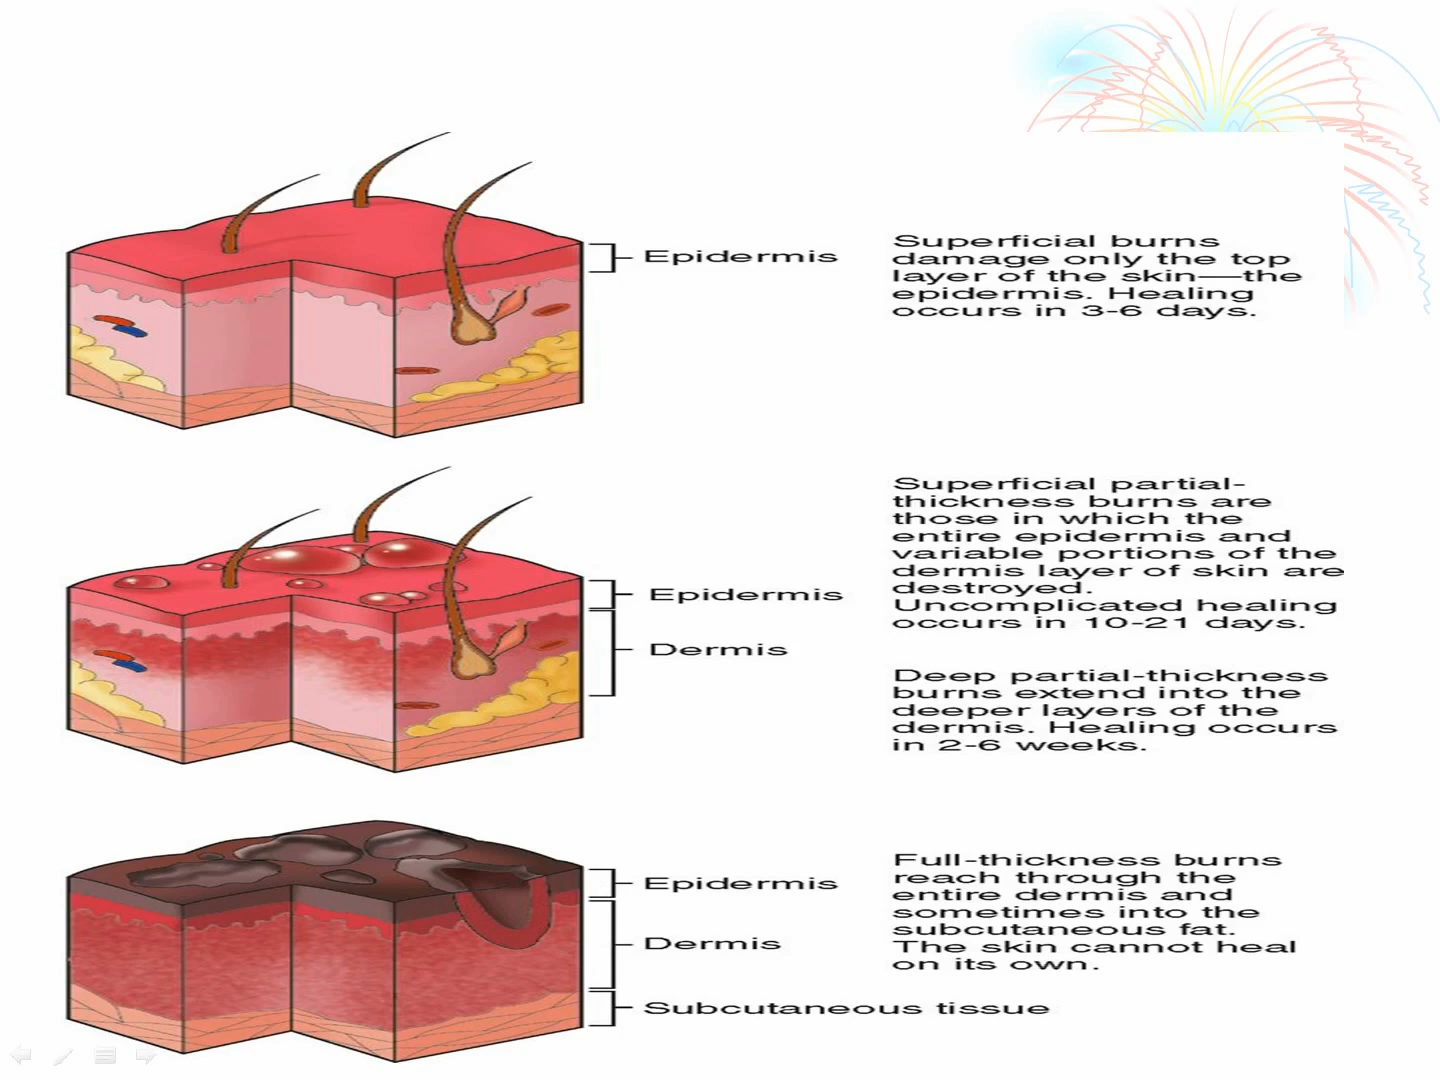 Epidermis
Superficial burns
damage only the top
layer of the skin—the
epidermis. Healing
occurs in 3-6 days.
Epidermis
Dermis
Superficial partial-
thickness burns are
those in which the
entire epidermis and
variable portions of the
dermis layer of skin are
destroyed.
Uncomplicated healing
occurs in 10-21 days.
Deep partial-thickness
burns extend into the
deeper layers of the
dermis. Healing occurs
in 2-6 weeks.
Epidermis
Dermis
Subcutaneous tissue
Full-thickness burns
reach through the
entire dermis and
sometimes into the
subcutaneous fat.
The skin cannot heal
on its own.